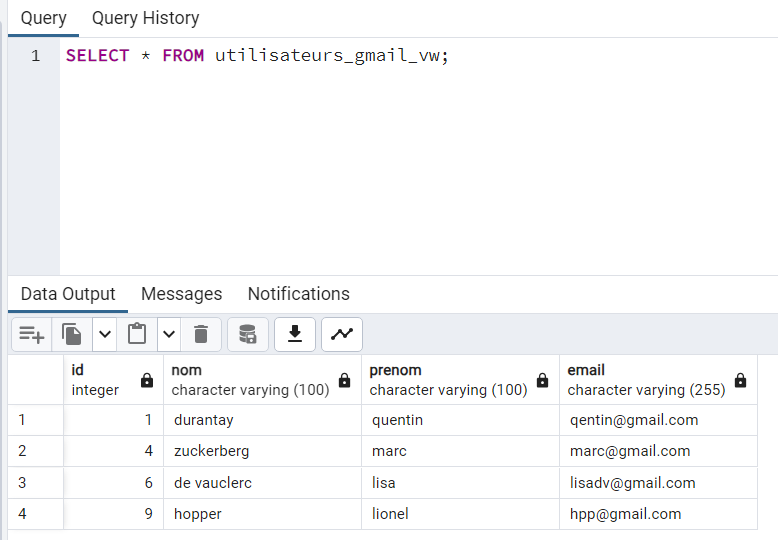 Query Query History
1 SELECT * FROM utilisateurs_gmail_vw;
Data Output Messages Notifications
id nom prenom email
integer character varying (100) character varying (100) character varying (255)
1 1 durantay quentin qentin@gmail.com
2 4 zuckerberg marc marc@gmail.com
3 6 de vauclerc lisa lisadv@gmail.com
4 9 hopper lionel hpp@gmail.com